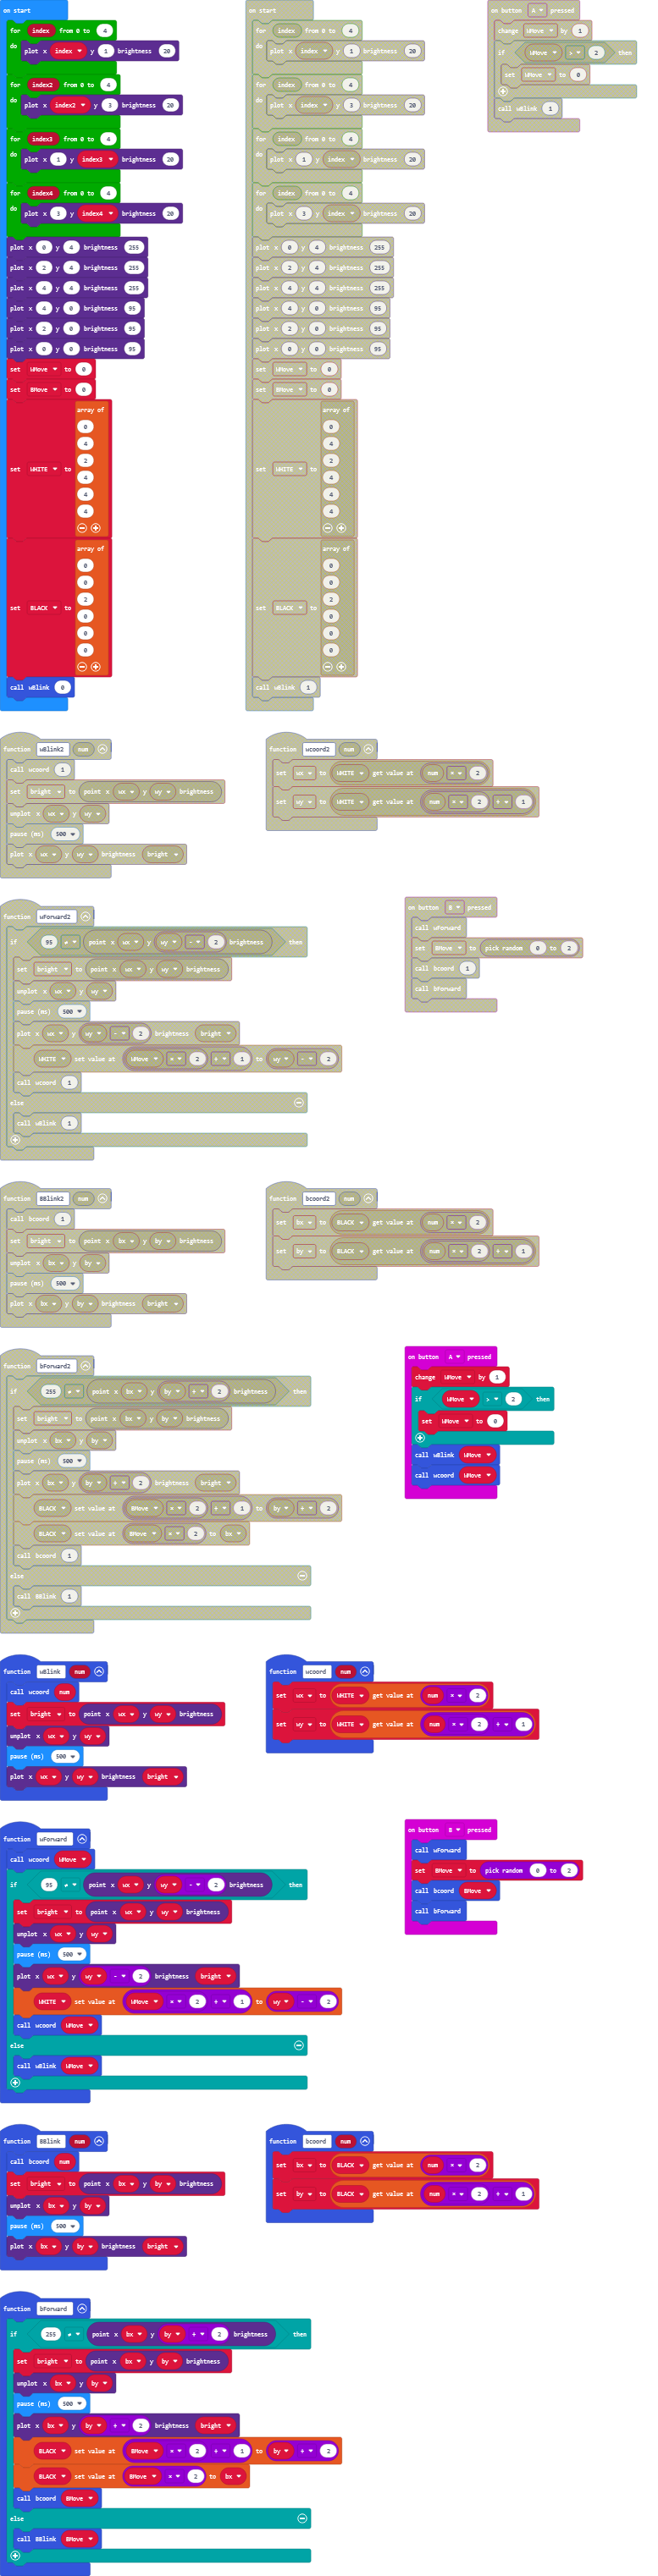 on start
for index from 0 to 4
do plot x index y 1 brightness 20
for index2 from 0 to 4
do plot x index2 y 3 brightness 20
for index3 from 0 to 4
do plot x 1 y index3 brightness 20
for index4 from 0 to 4
do plot x 3 y index4 brightness 20
plot x 0 y 4 brightness 255
plot x 2 y 4 brightness 255
plot x 4 y 4 brightness 255
plot x 4 y 0 brightness 95
plot x 2 y 0 brightness 95
plot x 0 y 0 brightness 95
set WMove to 0
set BMove to 0
set WHITE to array of
0
4
2
4
4
4
set BLACK to array of
0
0
2
0
0
0
call wBlink 0
on start
for index from 0 to 4
do plot x index y 1 brightness 20
for index from 0 to 4
do plot x index y 3 brightness 20
for index from 0 to 4
do plot x 1 y index brightness 20
for index from 0 to 4
do plot x 3 y index brightness 20
plot x 0 y 4 brightness 255
plot x 2 y 4 brightness 255
plot x 4 y 4 brightness 255
plot x 4 y 0 brightness 95
plot x 2 y 0 brightness 95
plot x 0 y 0 brightness 95
set WMove to 0
set BMove to 0
set WHITE to array of
0
4
2
4
4
4
set BLACK to array of
0
0
2
0
0
0
call wBlink 1
on button A pressed
change WMove by 1
if WMove > 2 then
set WMove to 0
call wBlink 1
function wBlink2 num
call wcoord 1
set bright to point x wx y wy brightness
unplot x wx y wy
pause (ms) 500
plot x wx y wy brightness bright
function wcoord2 num
set wx to WHITE get value at num × 2
set wy to WHITE get value at num × 2 + 1
function wForward2
if 95 ≠ point x wx y wy - 2 brightness then
set bright to point x wx y wy brightness
unplot x wx y wy
pause (ms) 500
plot x wx y wy - 2 brightness bright
WHITE set value at WMove × 2 + 1 to wy - 2
call wcoord 1
else
call wBlink 1
on button B pressed
call wForward
set BMove to pick random 0 to 2
call bcoord 1
call bForward
function BBlink2 num
call bcoord 1
set bright to point x bx y by brightness
unplot x bx y by
pause (ms) 500
plot x bx y by brightness bright
function bcoord2 num
set bx to BLACK get value at num × 2
set by to BLACK get value at num × 2 + 1
function bForward2
if 255 ≠ point x bx y by + 2 brightness then
set bright to point x bx y by brightness
unplot x bx y by
pause (ms) 500
plot x bx y by + 2 brightness bright
BLACK set value at BMove × 2 + 1 to by + 2
BLACK set value at BMove × 2 to bx
call bcoord 1
else
call BBlink 1
on button A pressed
change WMove by 1
if WMove > 2 then
set WMove to 0
call wBlink WMove
call wcoord WMove
function wBlink num
call wcoord num
set bright to point x wx y wy brightness
unplot x wx y wy
pause (ms) 500
plot x wx y wy brightness bright
function wcoord num
set wx to WHITE get value at num × 2
set wy to WHITE get value at num × 2 + 1
function wForward
call wcoord WMove
if 95 ≠ point x wx y wy - 2 brightness then
set bright to point x wx y wy brightness
unplot x wx y wy
pause (ms) 500
plot x wx y wy - 2 brightness bright
WHITE set value at WMove × 2 + 1 to wy - 2
call wcoord WMove
else
call wBlink WMove
on button B pressed
call wForward
set BMove to pick random 0 to 2
call bcoord BMove
call bForward
function BBlink num
call bcoord num
set bright to point x bx y by brightness
unplot x bx y by
pause (ms) 500
plot x bx y by brightness bright
function bcoord num
set bx to BLACK get value at num × 2
set by to BLACK get value at num × 2 + 1
function bForward
if 255 ≠ point x bx y by + 2 brightness then
set bright to point x bx y by brightness
unplot x bx y by
pause (ms) 500
plot x bx y by + 2 brightness bright
BLACK set value at BMove × 2 + 1 to by + 2
BLACK set value at BMove × 2 to bx
call bcoord BMove
else
call BBlink BMove